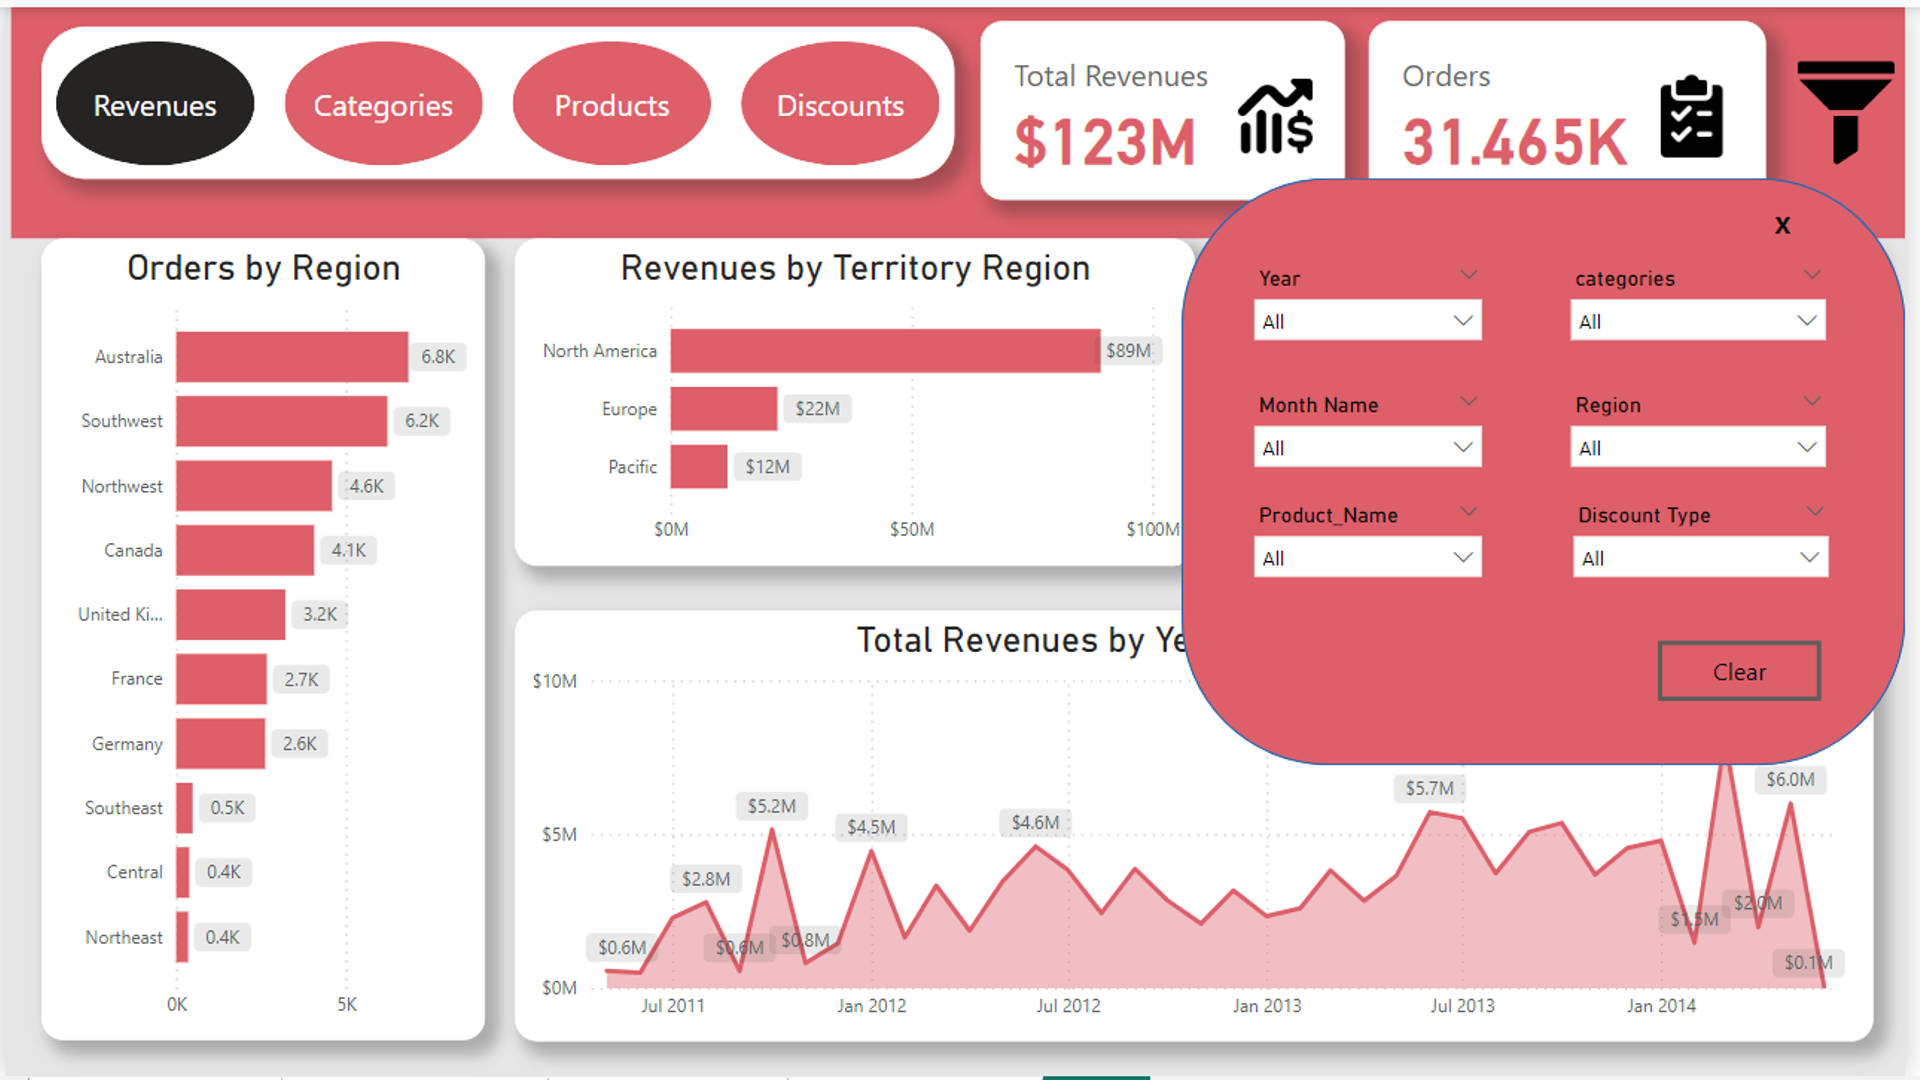 Revenues
Categories
Products
Discounts
Total Revenues
$123M
Orders
31.465K
Orders by Region
Australia 6.8K
Southwest 6.2K
Northwest 4.6K
Canada 4.1K
United Ki... 3.2K
France 2.7K
Germany 2.6K
Southeast 0.5K
Central 0.4K
Northeast 0.4K
0K 5K
Revenues by Territory Region
North America $89M
Europe $22M
Pacific $12M
$0M $50M $100M
X
Year categories
All All
Month Name Region
All All
Product_Name Discount Type
All All
Clear
Total Revenues by Ye
$10M
$5M
$0M
$0.6M
$2.8M
$0.6M
$5.2M
$0.8M
$4.5M
$4.6M
$5.7M
$1.5M
$2.0M
$6.0M
$0.1M
Jul 2011 Jan 2012 Jul 2012 Jan 2013 Jul 2013 Jan 2014